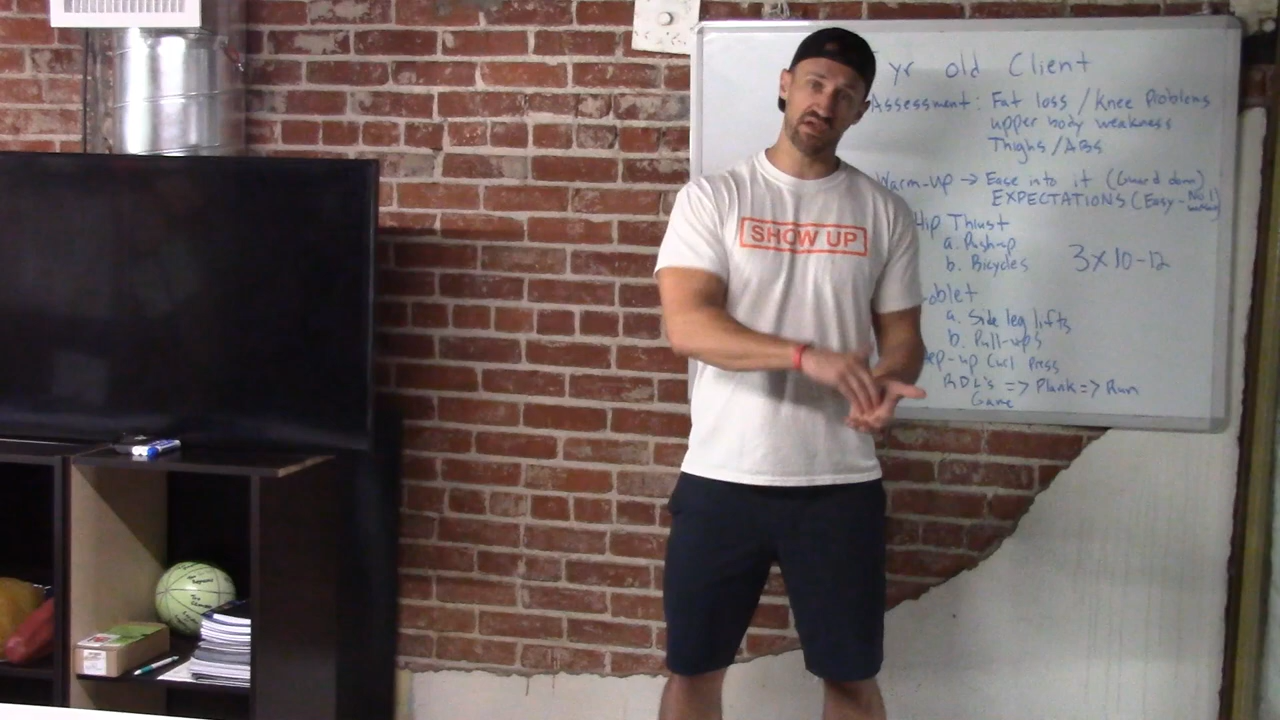 yr old Client
Assessment: Fat loss / Knee Problems
upper body weakness
Thighs / ABs
Warm-up → Ease into it (Guard down)
EXPECTATIONS (Easy - No 1
Hip Thrust
a. Push-up
b. Bicycles
3x10-12
oblet
a. Side leg lifts
b. Pull-ups
ep-up Curl Press
RDL's => Plank => Run
Game
SHOW UP